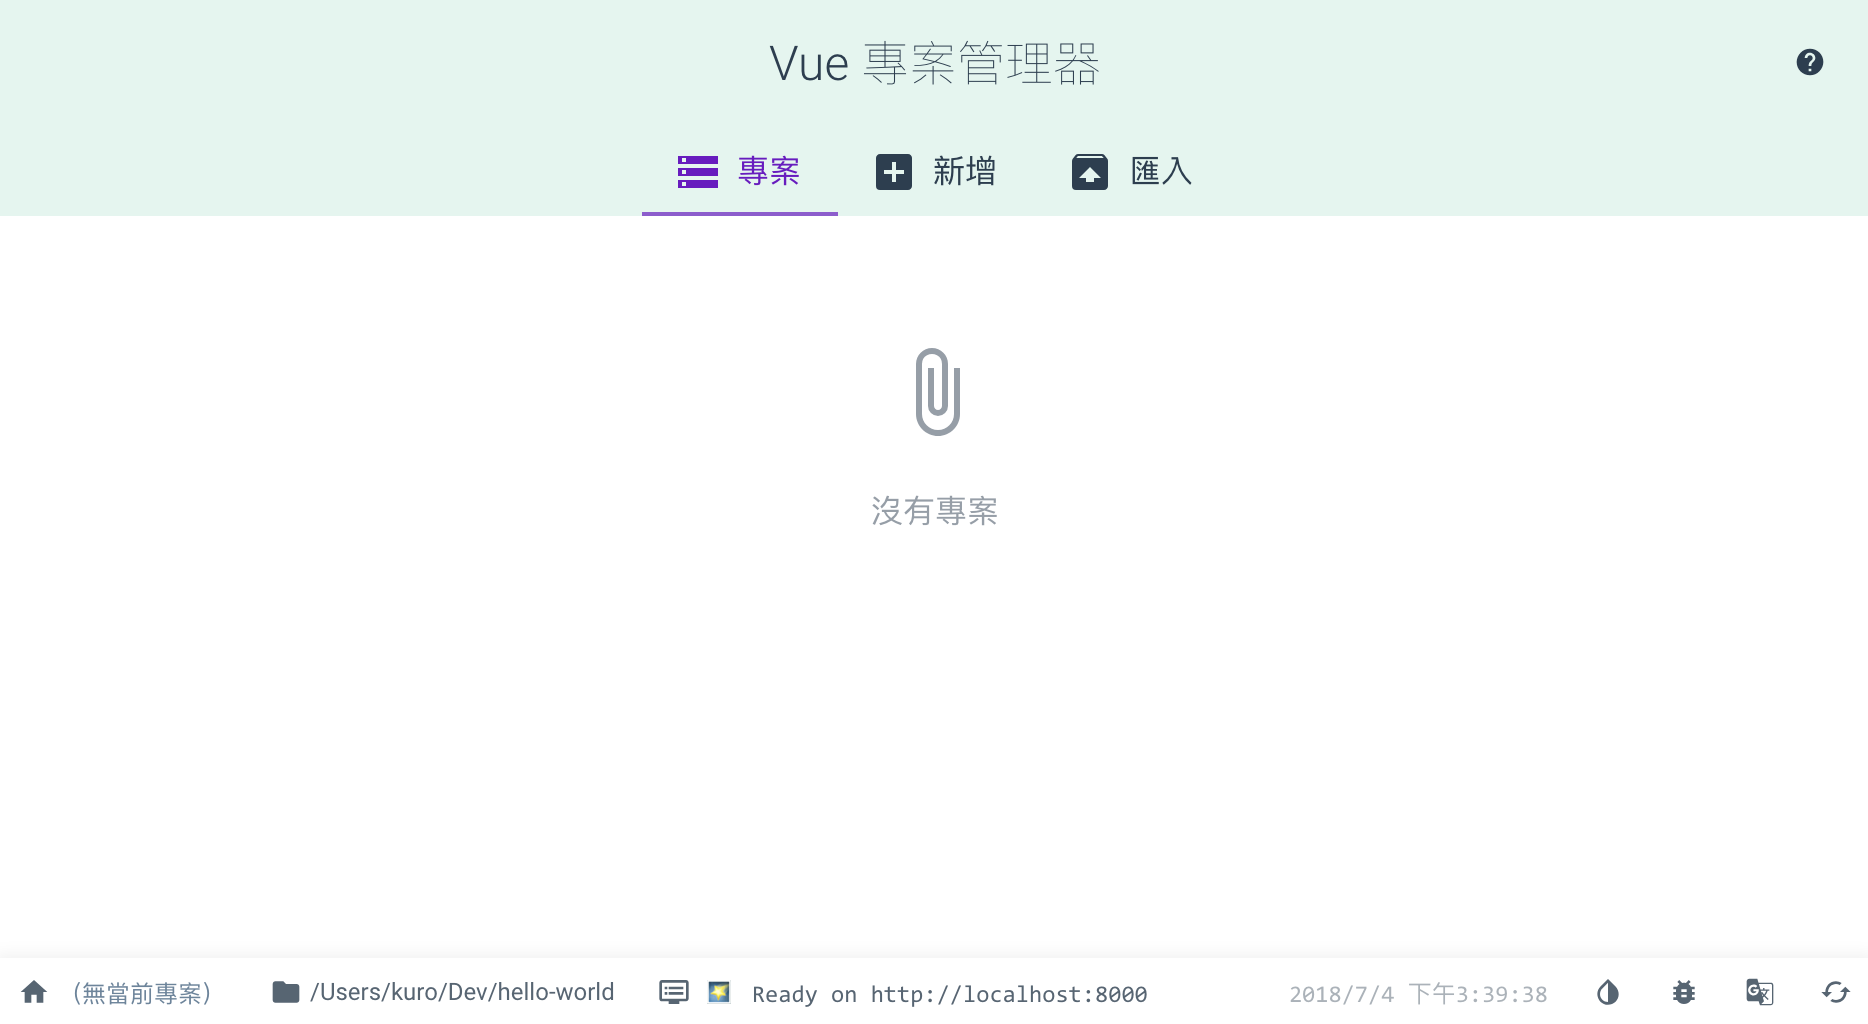 Vue 專案管理器
專案 新增 匯入
沒有專案
(無當前專案) /Users/kuro/Dev/hello-world Ready on http://localhost:8000 2018/7/4 下午3:39:38